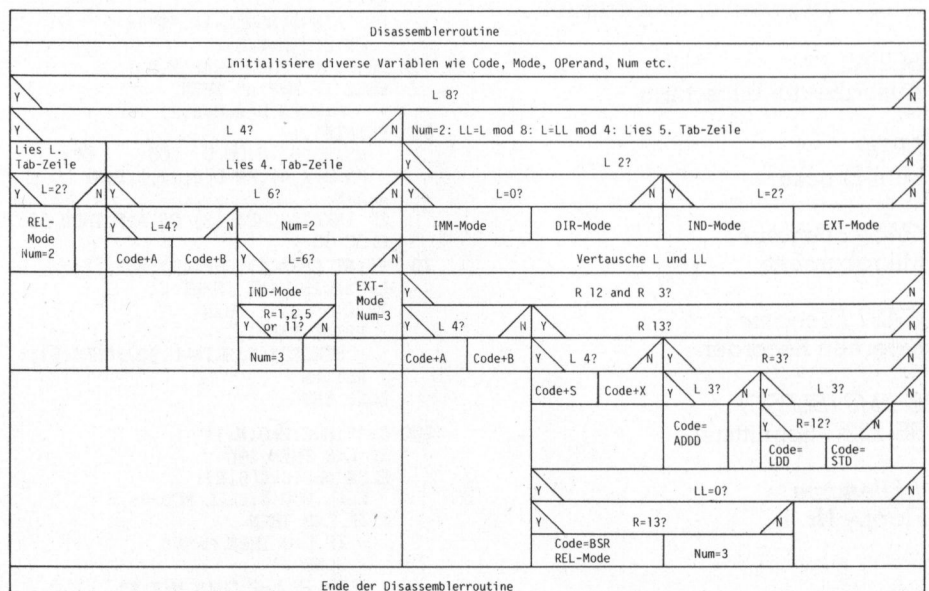 Disassemblerroutine
Initialisiere diverse Variablen wie Code, Mode, OPerand, Num etc.
Y L 8? N
Y L 4? N Num=2: LL=L mod 8: L=LL mod 4: Lies 5. Tab-Zeile
Lies L. Tab-Zeile Lies 4. Tab-Zeile Y L 2? N
Y L=2? N Y L 6? N Y L=0? N Y L=2? N
REL-Mode Num=2 Y L=4? N Num=2 IMM-Mode DIR-Mode IND-Mode EXT-Mode
Code+A Code+B Y L=6? N Vertausche L und LL
IND-Mode EXT-Mode Num=3 Y R 12 and R 3? N
Y R=1,2,5 or 11? N Y L 4? N Y R 13? N
Num=3 Code+A Code+B Y L 4? N Y R=3? N
Code+S Code+X Y L 3? N Y L 3? N
Code=ADDD Y R=12? N
Code=LDD Code=STD
Y LL=0? N
Y R=13? N
Code=BSR REL-Mode Num=3
Ende der Disassemblerroutine